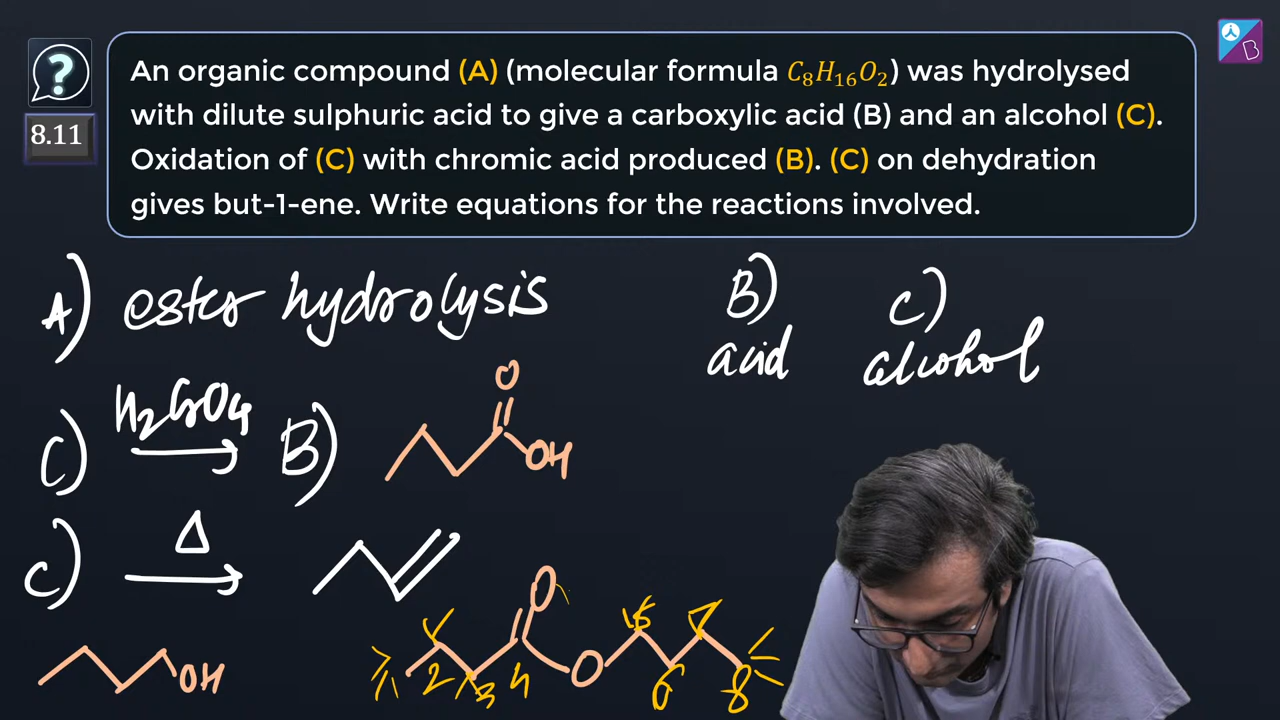 An organic compound (A) (molecular formula C₈H₁₆O₂) was hydrolysed
with dilute sulphuric acid to give a carboxylic acid (B) and an alcohol (C).
8.11
Oxidation of (C) with chromic acid produced (B). (C) on dehydration
gives but-1-ene. Write equations for the reactions involved.
A) ester hydrolysis
B)
acid
C)
alcohol
C) H₂CrO₄ B)
O
OH
C) Δ
OH
O
O
1 2 3 4 5 6 7 8
?
B